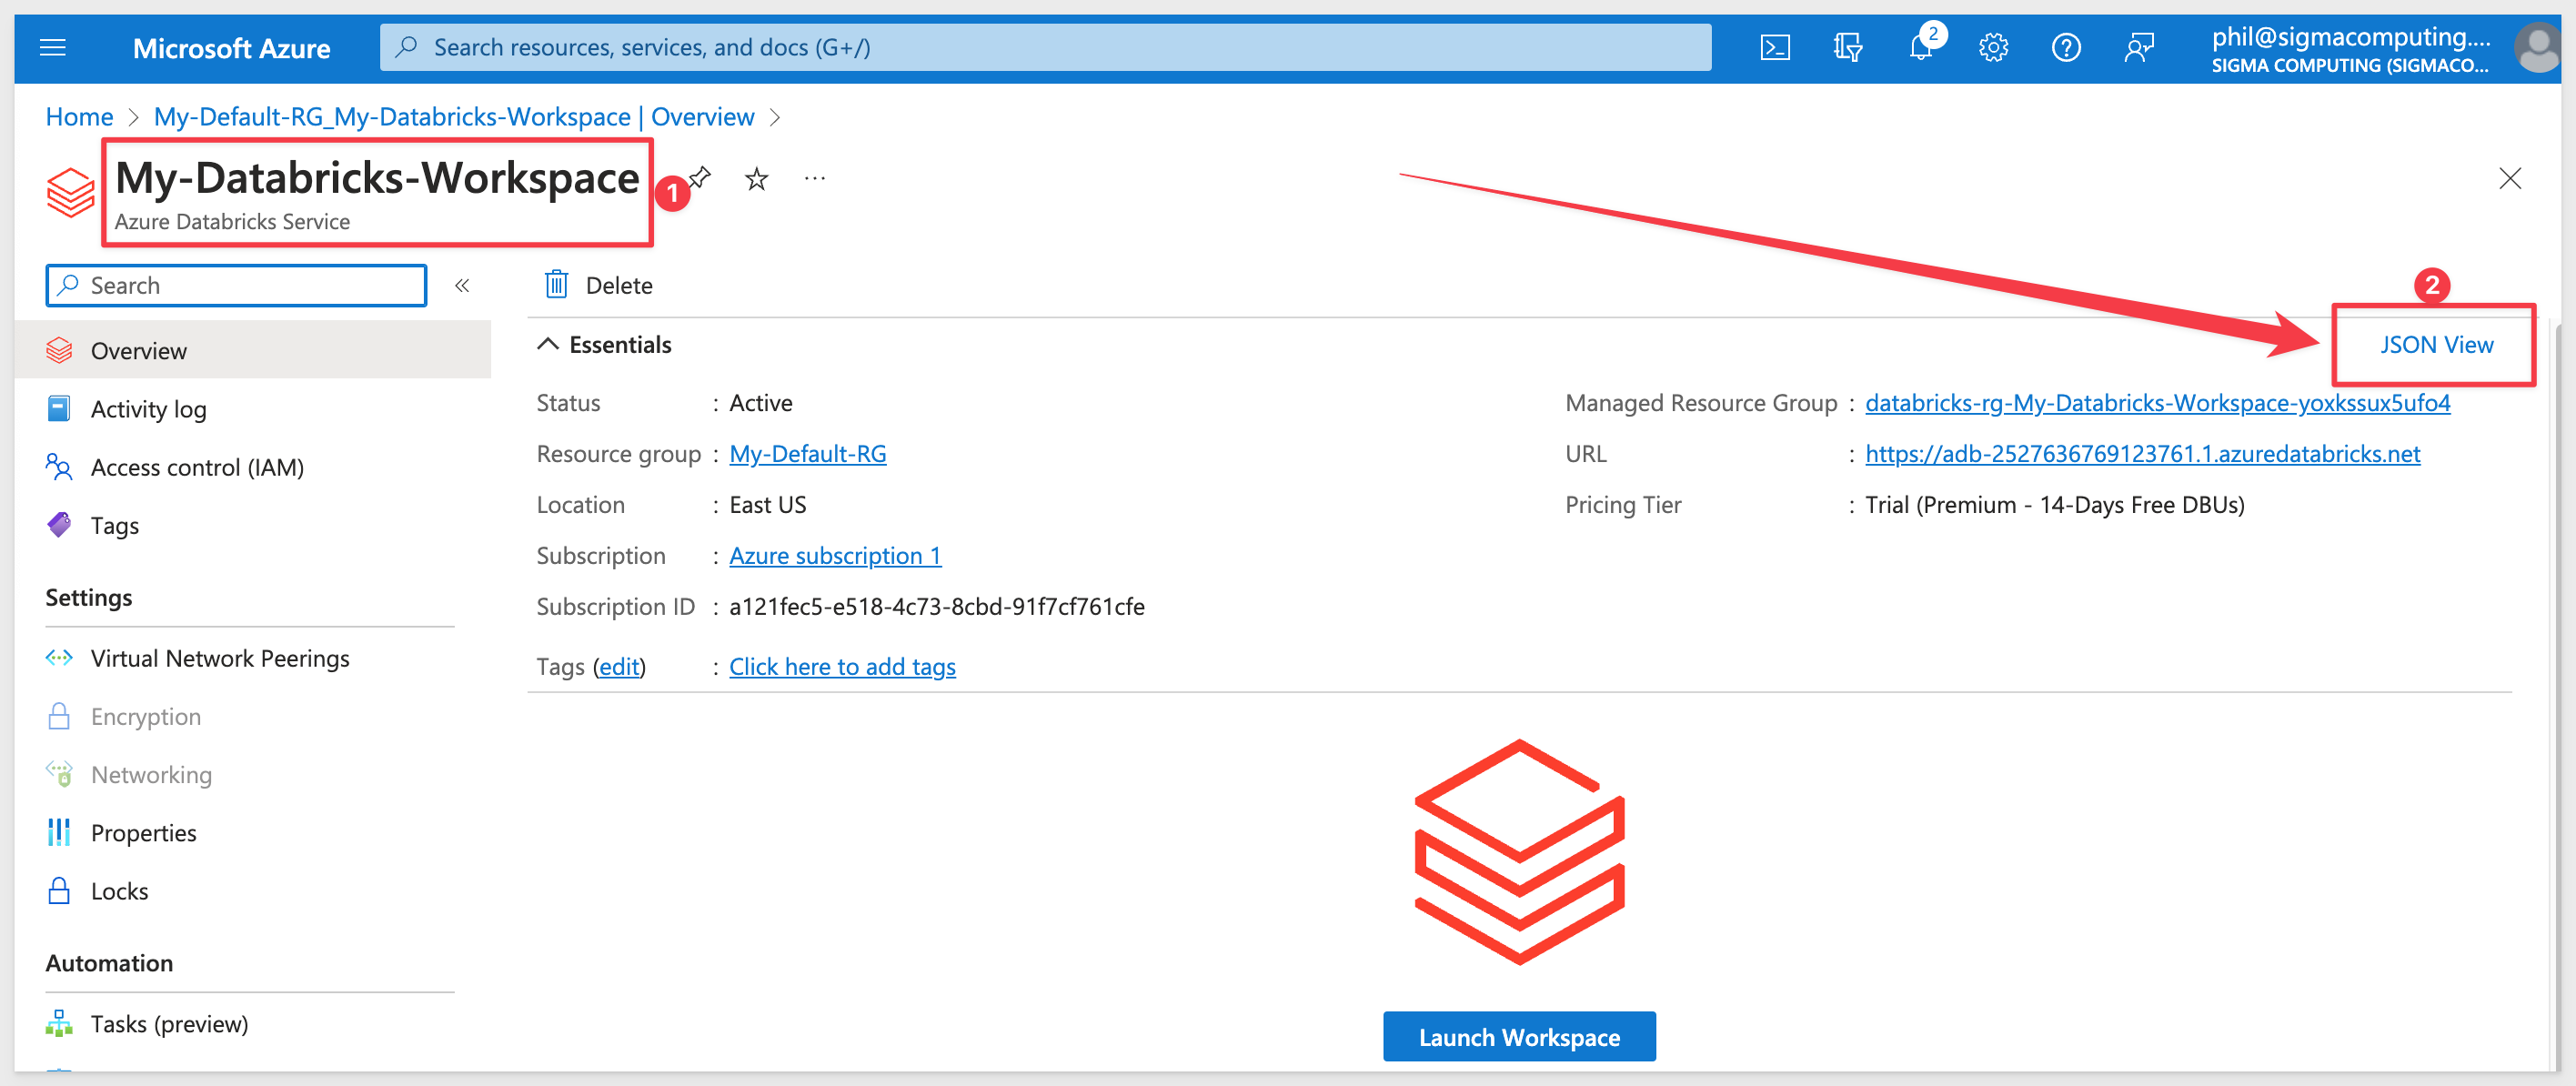 Microsoft Azure
Search resources, services, and docs (G+/)
2
phil@sigmacomputing....
SIGMA COMPUTING (SIGMACO...
Home > My-Default-RG_My-Databricks-Workspace | Overview >
My-Databricks-Workspace
1
...
Azure Databricks Service
Search
«
Delete
2
Essentials
JSON View
Status : Active
Managed Resource Group : databricks-rg-My-Databricks-Workspace-yoxkssux5ufo4
Resource group : My-Default-RG
URL : https://adb-2527636769123761.1.azuredatabricks.net
Location : East US
Pricing Tier : Trial (Premium - 14-Days Free DBUs)
Subscription : Azure subscription 1
Subscription ID : a121fec5-e518-4c73-8cbd-91f7cf761cfe
Tags (edit) : Click here to add tags
Overview
Activity log
Access control (IAM)
Tags
Settings
Virtual Network Peerings
Encryption
Networking
Properties
Locks
Automation
Tasks (preview)
Launch Workspace